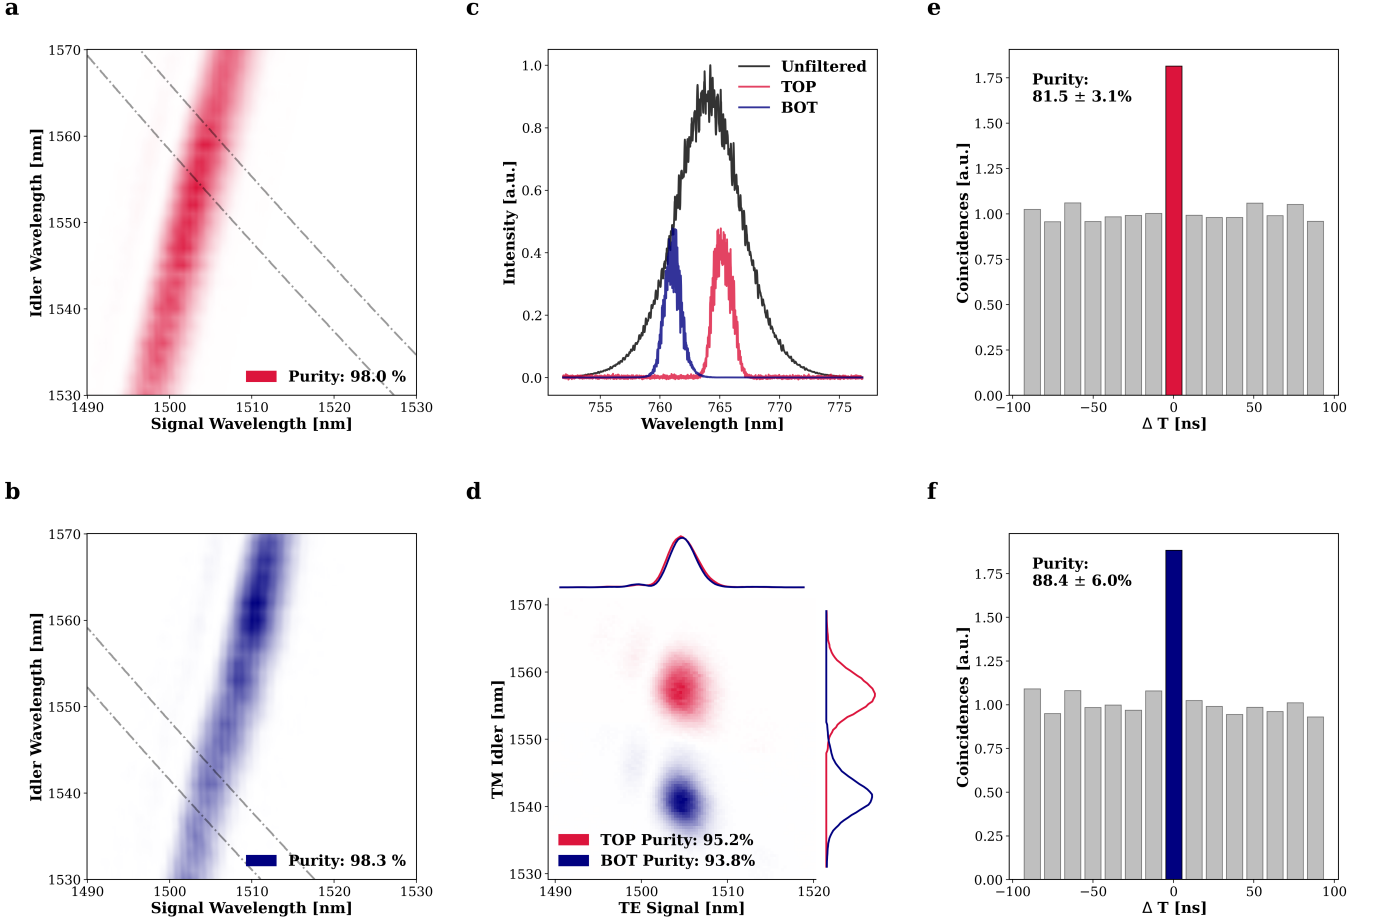 a
1570
1560
1550
1540
1530
Idler Wavelength [nm]
Purity: 98.0 %
1490
1500
1510
1520
1530
Signal Wavelength [nm]
c
1.0
0.8
0.6
0.4
0.2
0.0
Intensity [a.u.]
Unfiltered
TOP
BOT
755
760
765
770
775
Wavelength [nm]
e
1.75
1.50
1.25
1.00
0.75
0.50
0.25
0.00
Coincidences [a.u.]
Purity:
81.5 ± 3.1%
−100
−50
0
50
100
Δ T [ns]
b
1570
1560
1550
1540
1530
Idler Wavelength [nm]
Purity: 98.3 %
1490
1500
1510
1520
1530
Signal Wavelength [nm]
d
1570
1560
1550
1540
1530
TM Idler [nm]
TOP Purity: 95.2%
BOT Purity: 93.8%
1490
1500
1510
1520
TE Signal [nm]
f
1.75
1.50
1.25
1.00
0.75
0.50
0.25
0.00
Coincidences [a.u.]
Purity:
88.4 ± 6.0%
−100
−50
0
50
100
Δ T [ns]